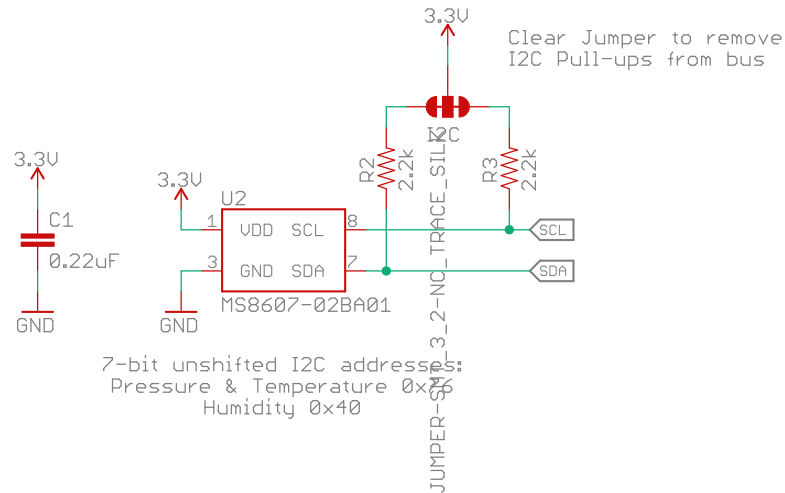 3.3V
Clear Jumper to remove
I2C Pull-ups from bus
I2C
JUMPER-SMT_3_2-NC_TRACE_SILK
R2
2.2k
R3
2.2k
3.3V
C1
0.22uF
GND
3.3V
U2
1
VDD
SCL
8
SCL
3
GND
SDA
7
SDA
MS8607-02BA01
GND
7-bit unshifted I2C addresses:
Pressure & Temperature 0x76
Humidity 0x40